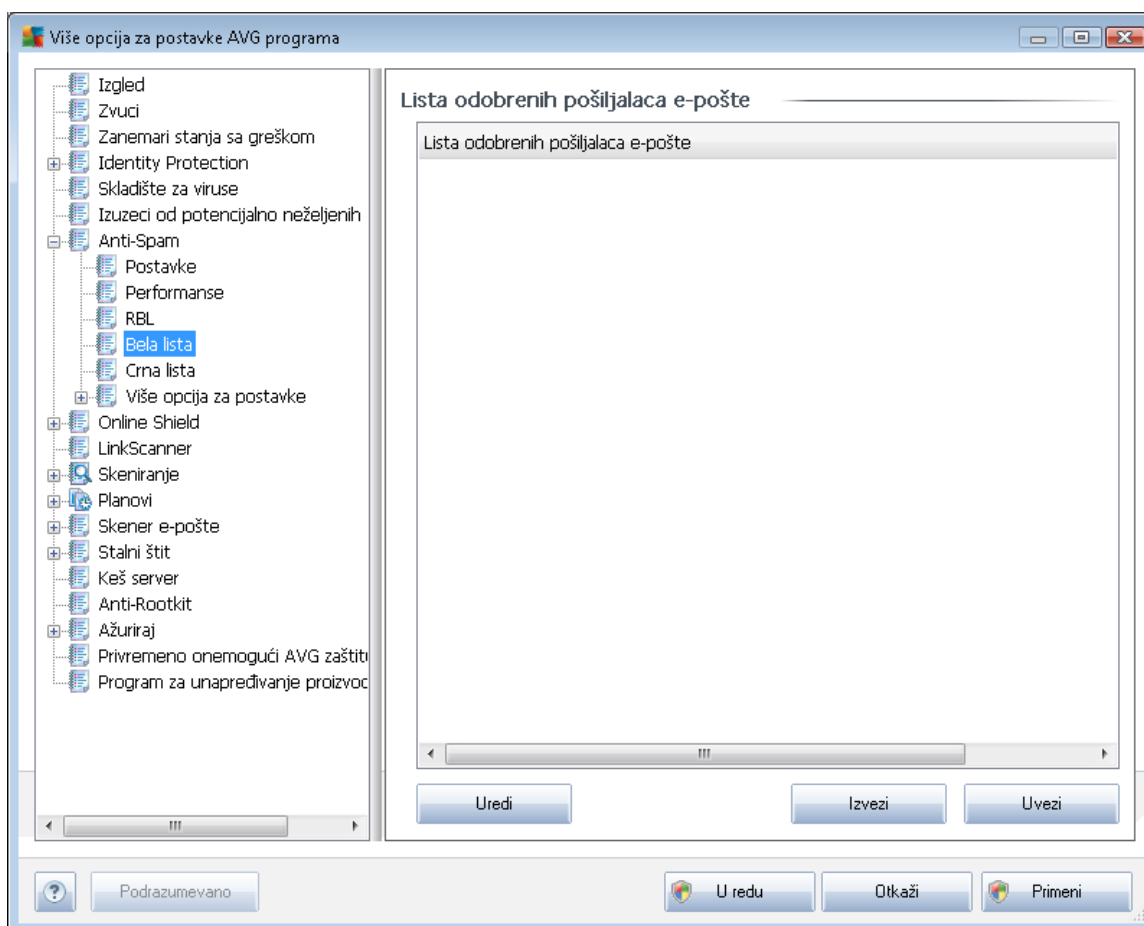 Više opcija za postavke AVG programa
Izgled
Zvuci
Zanemari stanja sa greškom
Identity Protection
Skladište za viruse
Izuzeci od potencijalno neželjenih
Anti-Spam
Postavke
Performanse
RBL
Bela lista
Crna lista
Više opcija za postavke
Online Shield
LinkScanner
Skeniranje
Planovi
Skener e-pošte
Stalni štit
Keš server
Anti-Rootkit
Ažuriraj
Privremeno onemogući AVG zaštitu
Program za unapređivanje proizvod
Lista odobrenih pošiljalaca e-pošte
Lista odobrenih pošiljalaca e-pošte
Uredi
Izvezi
Uvezi
?
Podrazumevano
U redu
Otkaži
Primeni